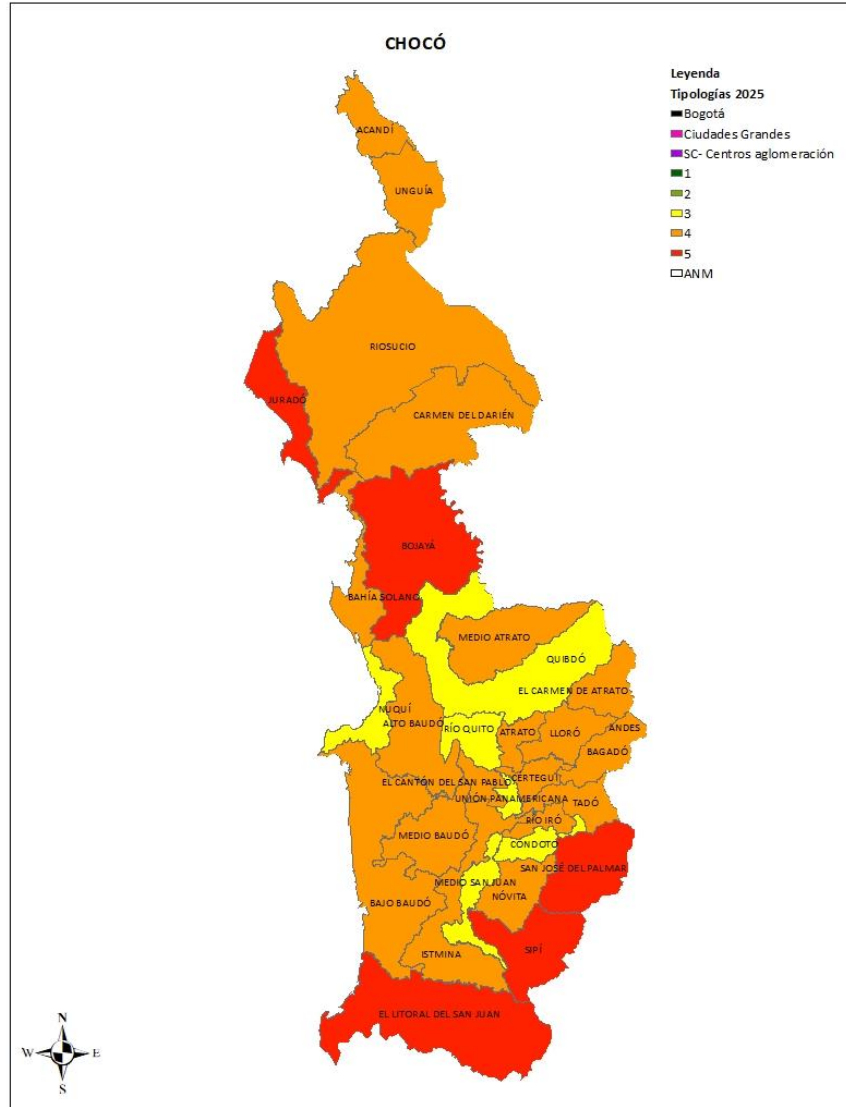 CHOCÓ
Leyenda
Tipologías 2025
Bogotá
Ciudades Grandes
SC- Centros aglomeración
1
2
3
4
5
ANM
ACANDÍ
UNGUÍA
RIOSUCIO
JURADÓ
CARMEN DEL DARIÉN
BOJAYÁ
BAHÍA SOLANO
MEDIO ATRATO
QUIBDÓ
EL CARMEN DE ATRATO
NUQUÍ
ALTO BAUDÓ
RÍO QUITO
ATRATO
LLORÓ
ANDES
BAGADÓ
CÉRTEGUI
EL CANTÓN DEL SAN PABLO
UNIÓN PANAMERICANA
TADÓ
RÍO IRÓ
MEDIO BAUDÓ
CONDOTO
SAN JOSÉ DEL PALMAR
MEDIO SAN JUAN
NÓVITA
BAJO BAUDÓ
SIPÍ
ISTMINA
EL LITORAL DEL SAN JUAN
N
W
E
S